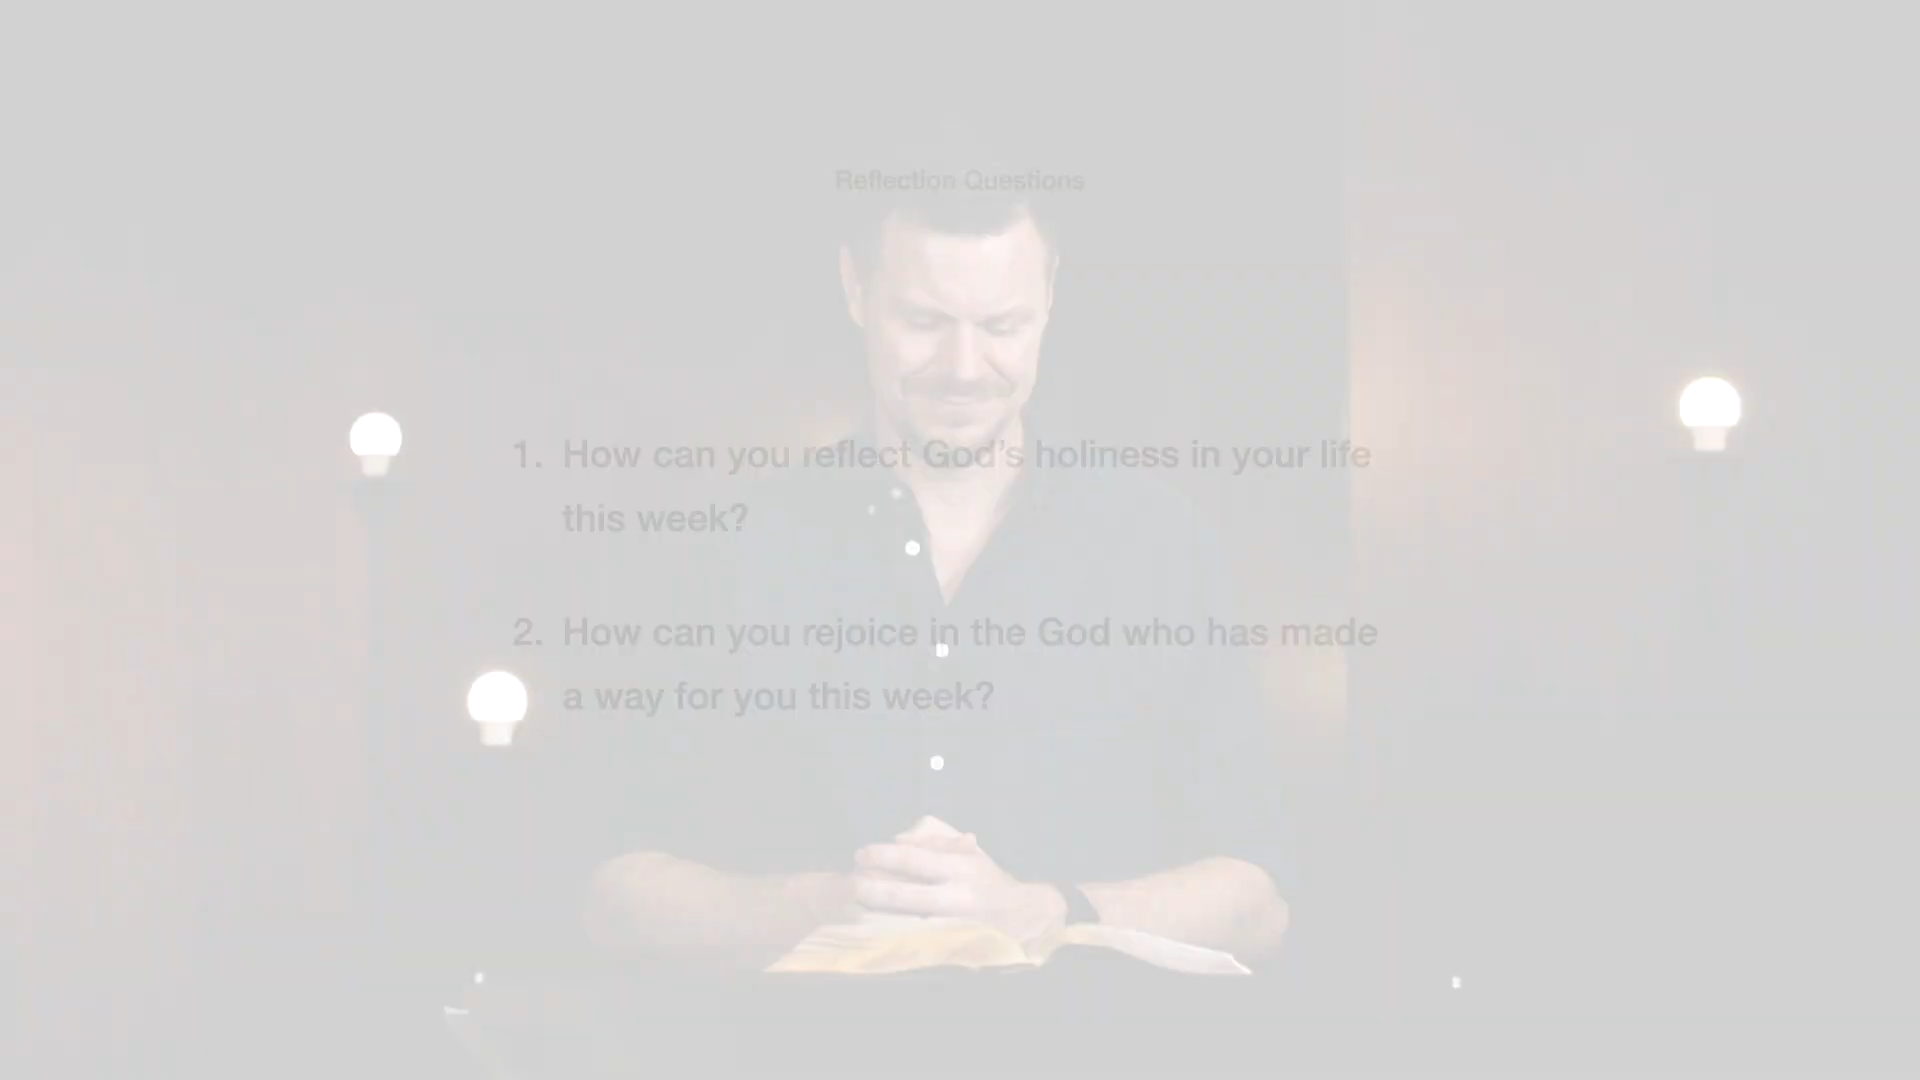 Reflection Questions
1. How can you reflect God’s holiness in your life
this week?
2. How can you rejoice in the God who has made
a way for you this week?